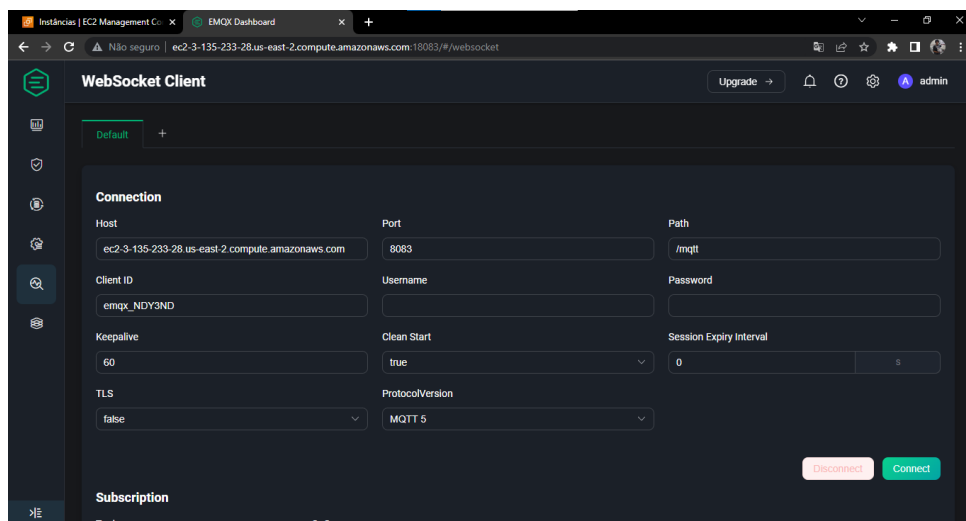 Instâncias | EC2 Management Co
EMQX Dashboard
Não seguro | ec2-3-135-233-28.us-east-2.compute.amazonaws.com:18083/#/websocket
WebSocket Client
Upgrade →
A admin
Default +
Connection
Host Port Path
ec2-3-135-233-28.us-east-2.compute.amazonaws.com 8083 /mqtt
Client ID Username Password
emqx_NDY3ND
Keepalive Clean Start Session Expiry Interval
60 true 0 s
TLS ProtocolVersion
false MQTT 5
Disconnect Connect
Subscription